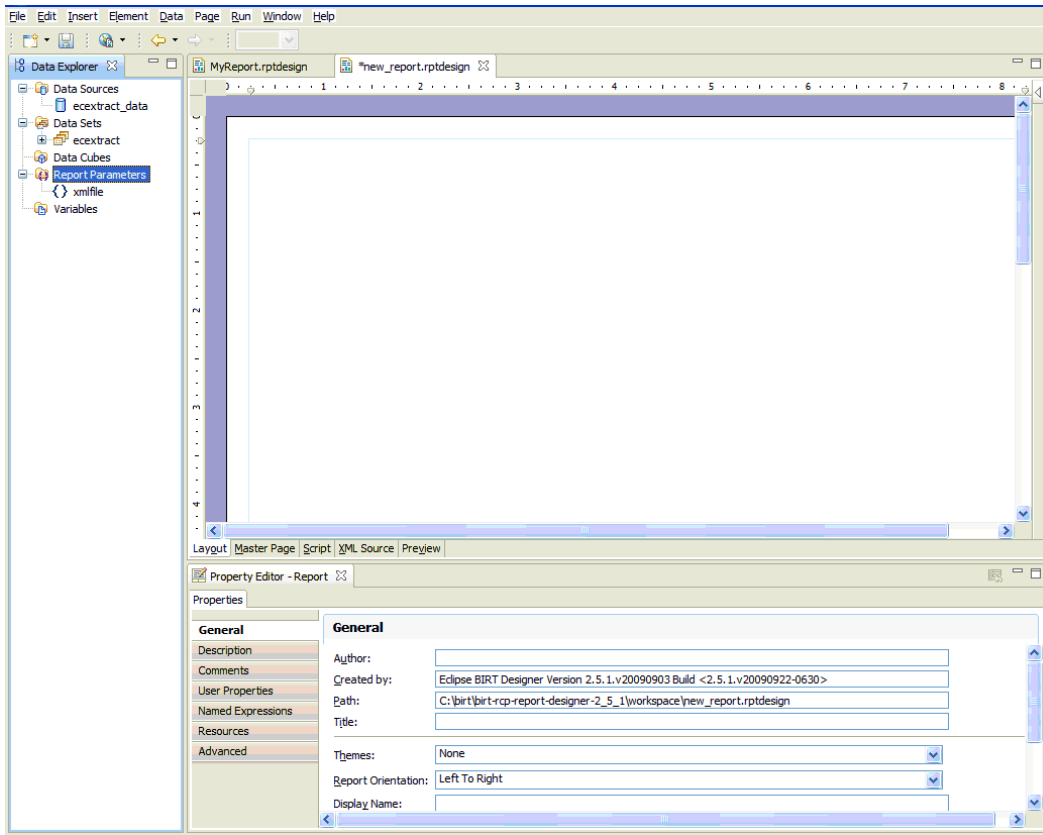 File Edit Insert Element Data Page Run Window Help
Data Explorer
MyReport.rptdesign
*new_report.rptdesign
Data Sources
ecextract_data
Data Sets
ecextract
Data Cubes
Report Parameters
xmlfile
Variables
0 1 2 3 4 5 6 7 8
0
1
2
3
4
Layout Master Page Script XML Source Preview
Property Editor - Report
Properties
General
Description
Comments
User Properties
Named Expressions
Resources
Advanced
General
Author:
Created by: Eclipse BIRT Designer Version 2.5.1.v20090903 Build <2.5.1.v20090922-0630>
Path: C:\birt\birt-rcp-report-designer-2_5_1\workspace\new_report.rptdesign
Title:
Themes: None
Report Orientation: Left To Right
Display Name: